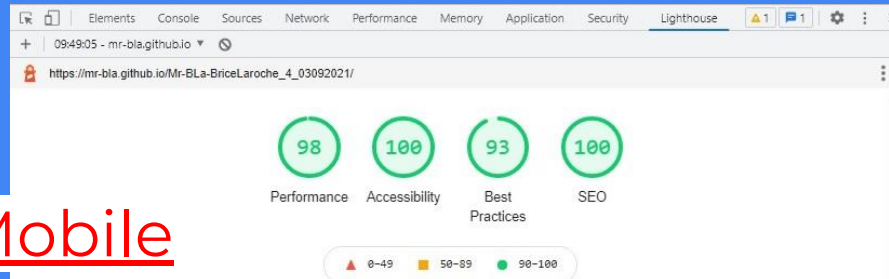 Elements Console Sources Network Performance Memory Application Security Lighthouse 1 1
+ 09:49:05 - mr-bla.github.io
https://mr-bla.github.io/Mr-BLa-BriceLaroche_4_03092021/
98 100 93 100
Performance Accessibility Best Practices SEO
Mobile
0-49 50-89 90-100